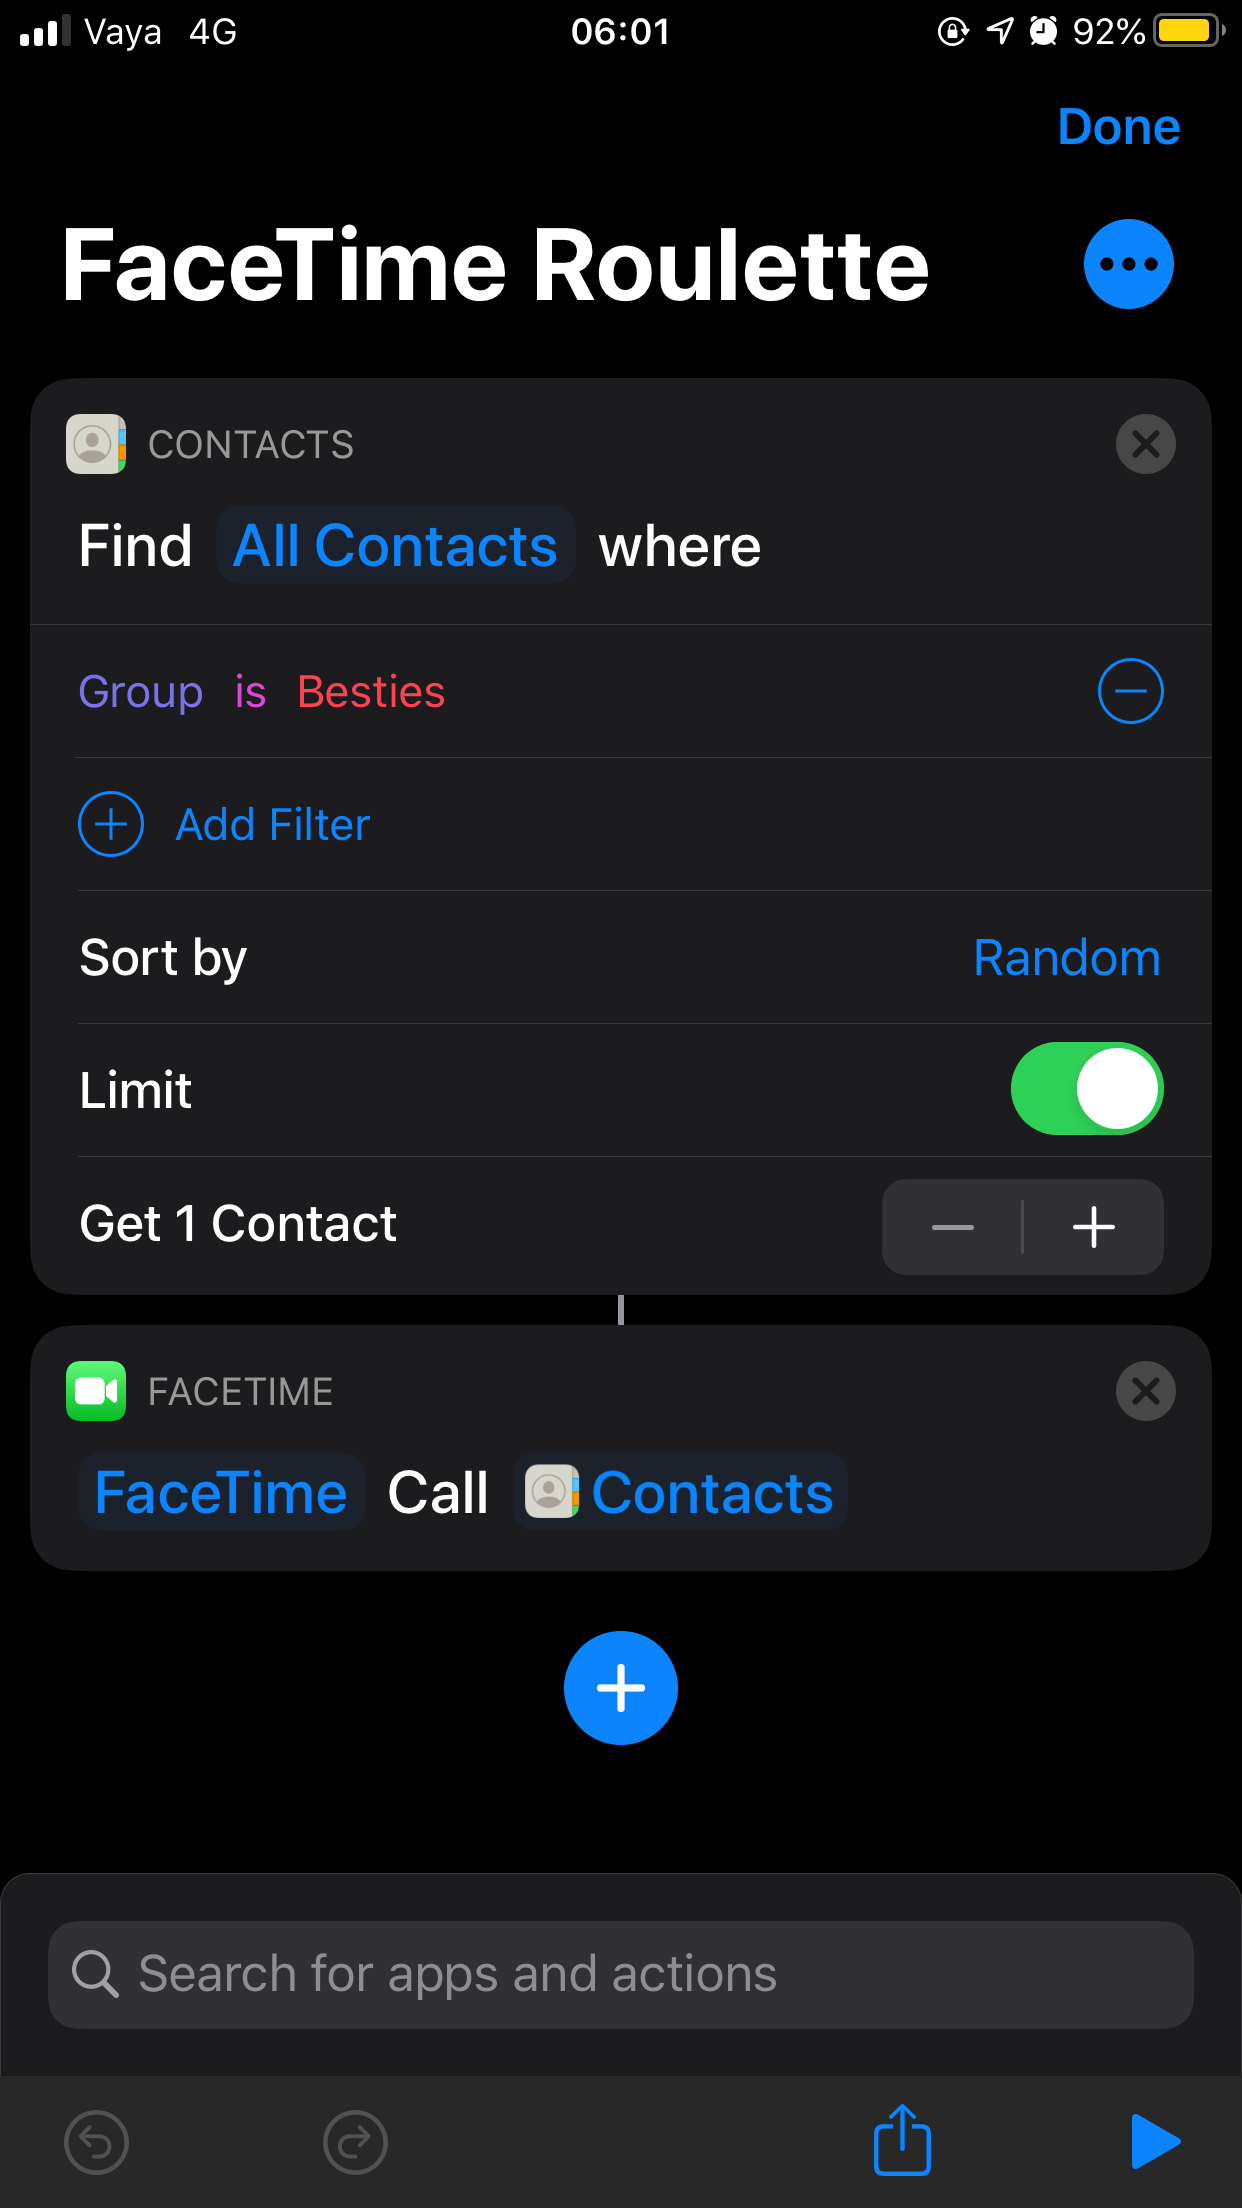 Vaya 4G 06:01 92%
Done
FaceTime Roulette
CONTACTS
Find All Contacts where
Group is Besties
Add Filter
Sort by Random
Limit
Get 1 Contact
FACETIME
FaceTime Call Contacts
Search for apps and actions